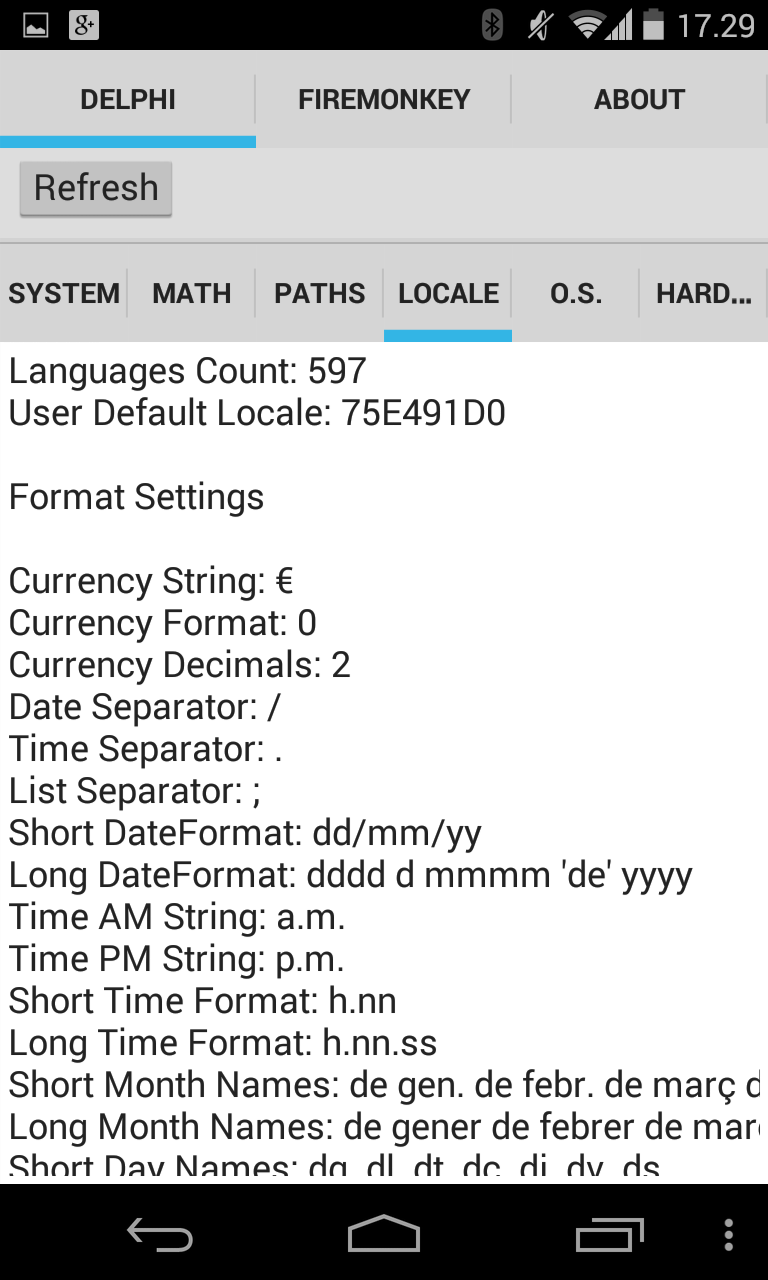 17.29
DELPHI FIREMONKEY ABOUT
Refresh
SYSTEM MATH PATHS LOCALE O.S. HARD...
Languages Count: 597
User Default Locale: 75E491D0
Format Settings
Currency String: €
Currency Format: 0
Currency Decimals: 2
Date Separator: /
Time Separator: .
List Separator: ;
Short DateFormat: dd/mm/yy
Long DateFormat: dddd d mmmm 'de' yyyy
Time AM String: a.m.
Time PM String: p.m.
Short Time Format: h.nn
Long Time Format: h.nn.ss
Short Month Names: de gen. de febr. de març d
Long Month Names: de gener de febrer de mar
Short Day Names: dg. dl. dt. dc. dj. dv. ds.